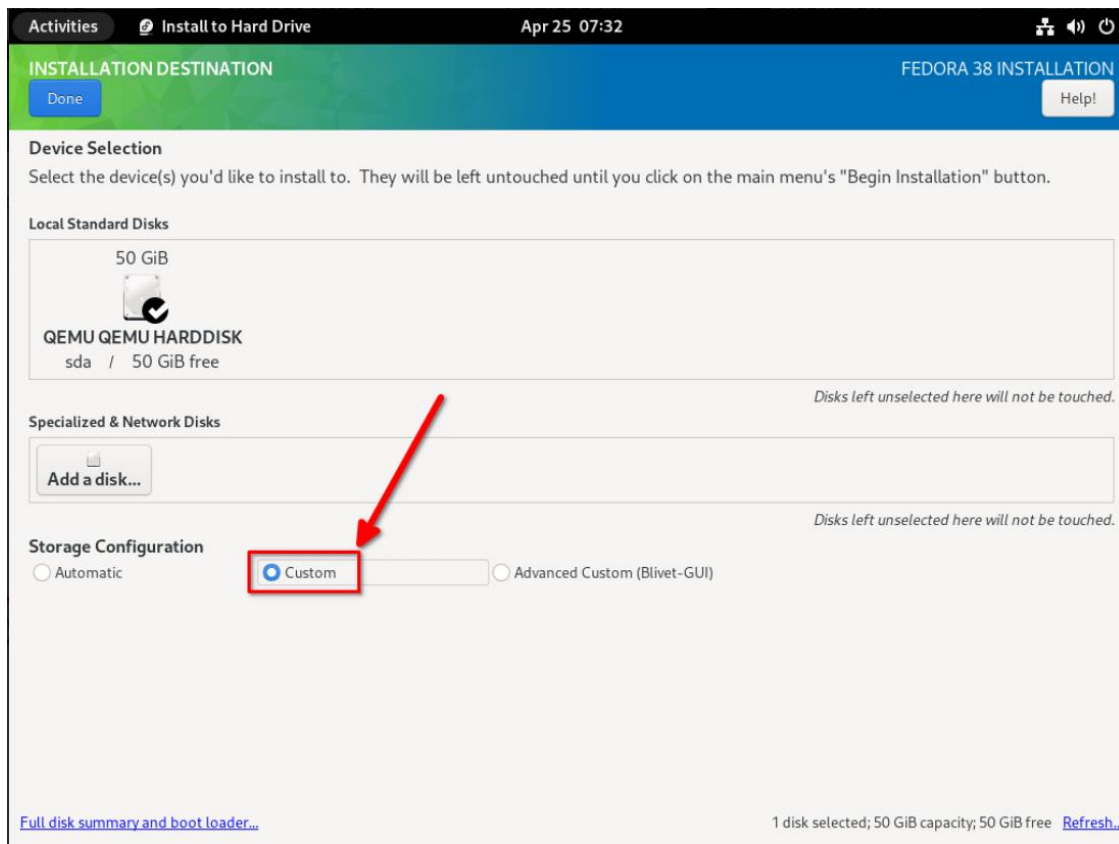 Activities Install to Hard Drive Apr 25 07:32
INSTALLATION DESTINATION FEDORA 38 INSTALLATION
Done Help!
Device Selection
Select the device(s) you'd like to install to. They will be left untouched until you click on the main menu's "Begin Installation" button.
Local Standard Disks
50 GiB
QEMU QEMU HARDDISK
sda / 50 GiB free
Disks left unselected here will not be touched.
Specialized & Network Disks
Add a disk...
Disks left unselected here will not be touched.
Storage Configuration
Automatic Custom Advanced Custom (Blivet-GUI)
Full disk summary and boot loader... 1 disk selected; 50 GiB capacity; 50 GiB free Refresh..